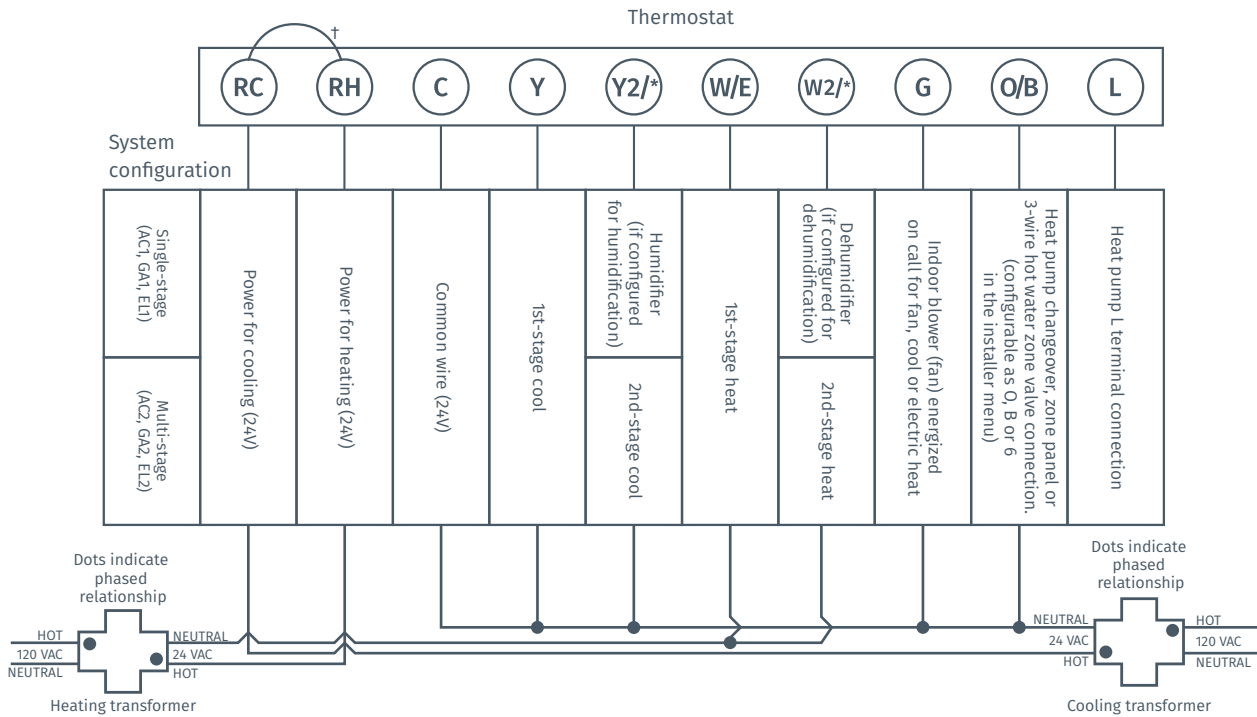 Thermostat
†
RC
RH
C
Y
Y2/*
W/E
W2/*
G
O/B
L
System
configuration
Single-stage
(AC1, GA1, EL1)
Multi-stage
(AC2, GA2, EL2)
Power for cooling (24V)
Power for heating (24V)
Common wire (24V)
1st-stage cool
Humidifier
(if configured
for humidification)
2nd-stage cool
1st-stage heat
Dehumidifier
(if configured for
dehumidification)
2nd-stage heat
Indoor blower (fan) energized
on call for fan, cool or electric heat
Heat pump changeover, zone panel or
3-wire hot water zone valve connection.
(configurable as O, B or 6
in the installer menu)
Heat pump L terminal connection
Dots indicate
phased
relationship
HOT
120 VAC
NEUTRAL
NEUTRAL
24 VAC
HOT
Heating transformer
Dots indicate
phased
relationship
NEUTRAL
24 VAC
HOT
HOT
120 VAC
NEUTRAL
Cooling transformer